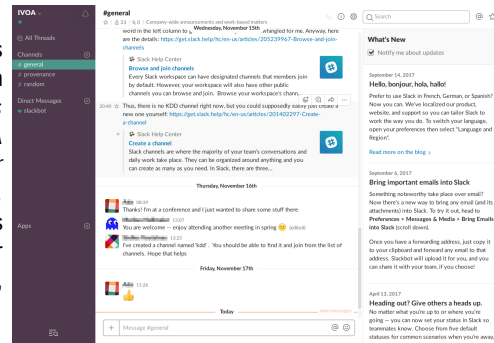 IVOA
All Threads
Channels
# general
# provenance
# random
Direct Messages
slackbot
Apps
#general
33 | 0 | Company-wide announcements and work-based matters
Search
Wednesday, November 15th
word in the left column to g
wrangled for me. Anyway, here
are the details: https://get.slack.help/hc/en-us/articles/205239967-Browse-and-join-
channels
Slack Help Center
Browse and join channels
Every Slack workspace can have designated channels that members join
by default. However, your workspace will also have other public
channels you can browse and join. Browse your workspace's chann,
20:40 Thus, there is no KDD channel right now, but you could supposedly easily just create a
new one yourself: https://get.slack.help/hc/en-us/articles/201402297-Create-
a-channel
Slack Help Center
Create a channel
Slack channels are where the majority of your team's conversations and
daily work take place. They can be organized around anything and you
can create as many as you need. In Slack, there are three...
Thursday, November 16th
08:39
Thanks! I'm at a conference and I just wanted to share some stuff there
13:07
You are welcome — enjoy attending another meeting in spring (edited)
13:23
I've created a channel named 'kdd' . You should be able to find it and join from the list of
channels. Hope that helps
Friday, November 17th
11:26
Today
new messages
Message #general
What's New
Notify me about updates
September 14, 2017
Hello, bonjour, hola, hallo!
Prefer to use Slack in French, German, or Spanish?
Now you can. We've localized our product,
website, and support so you can tailor Slack to
work the way you do. To switch your language,
open your preferences then select "Language and
Region".
Read more on the blog
September 6, 2017
Bring important emails into Slack
Something noteworthy take place over email?
Now there's a new way to bring any email (and its
attachments) into Slack. To try it out, head to
Preferences > Messages & Media > Bring Emails
into Slack (scroll down).
Once you have a forwarding address, just copy it
to your clipboard and forward any email to that
address. Slackbot will upload it for you, and you
can share it with your team, if you choose!
April 13, 2017
Heading out? Give others a heads up.
No matter what you're up to or where you're
going — you can now set your status in Slack so
teammates know. Choose from five default
statuses for common scenarios when you're away,